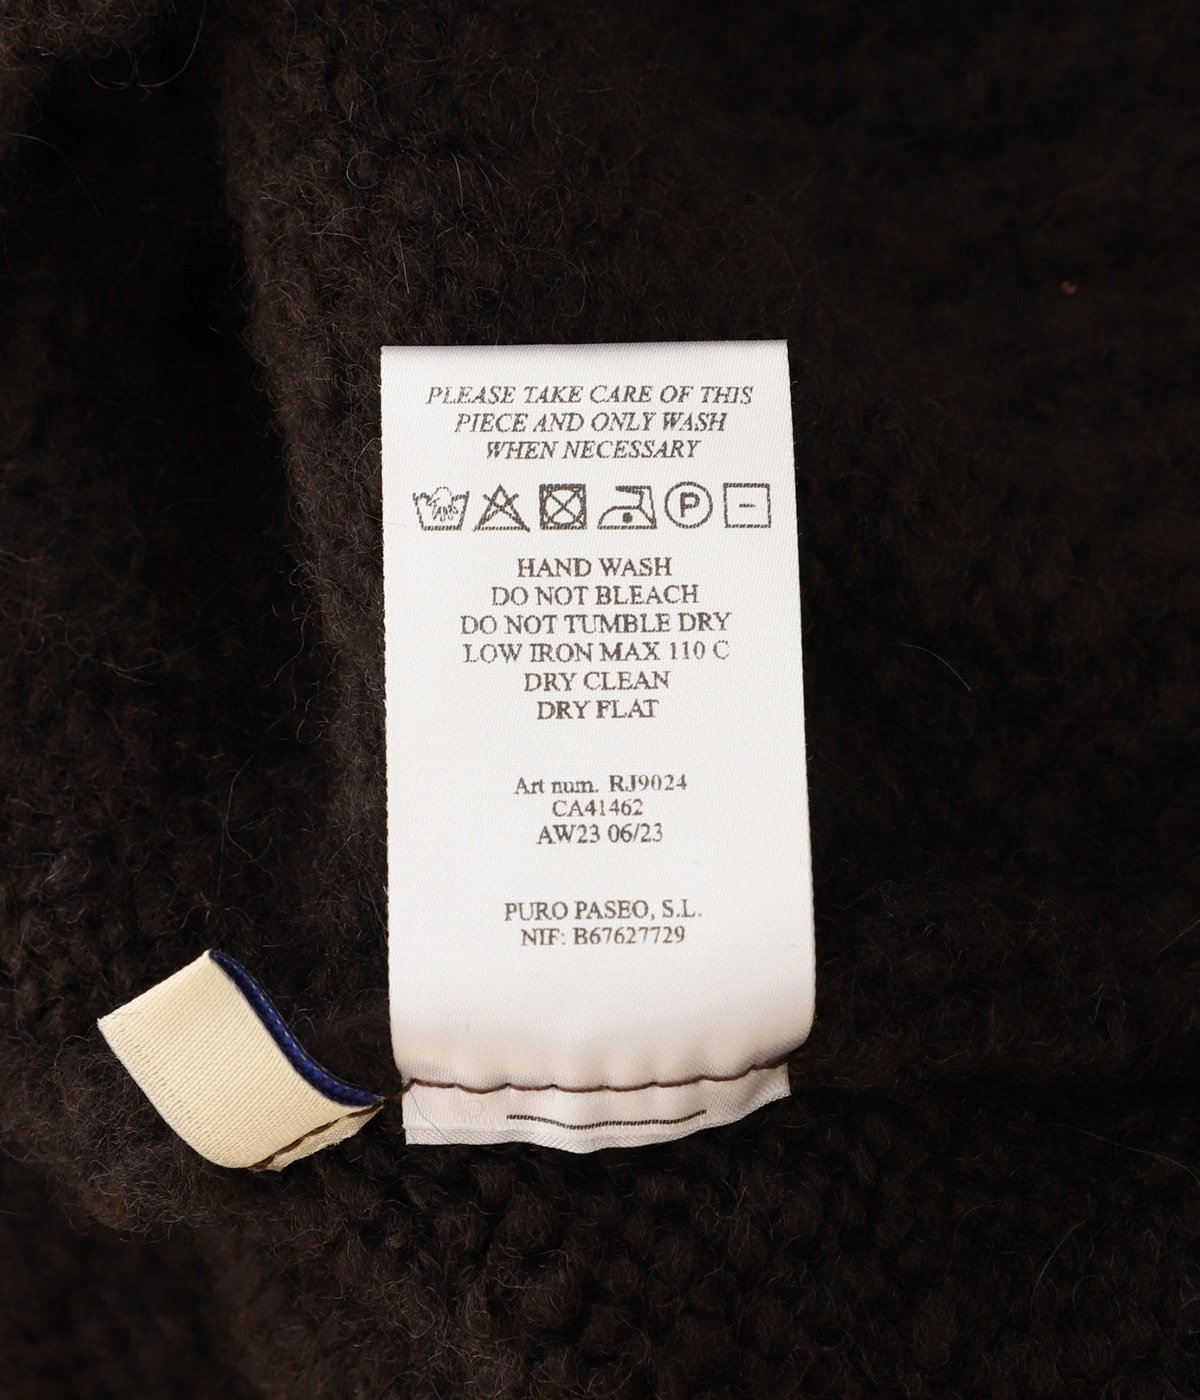 PLEASE TAKE CARE OF THIS
PIECE AND ONLY WASH
WHEN NECESSARY
P
HAND WASH
DO NOT BLEACH
DO NOT TUMBLE DRY
LOW IRON MAX 110 C
DRY CLEAN
DRY FLAT
Art num. RJ9024
CA41462
AW23 06/23
PURO PASEO, S.L.
NIF: B67627729